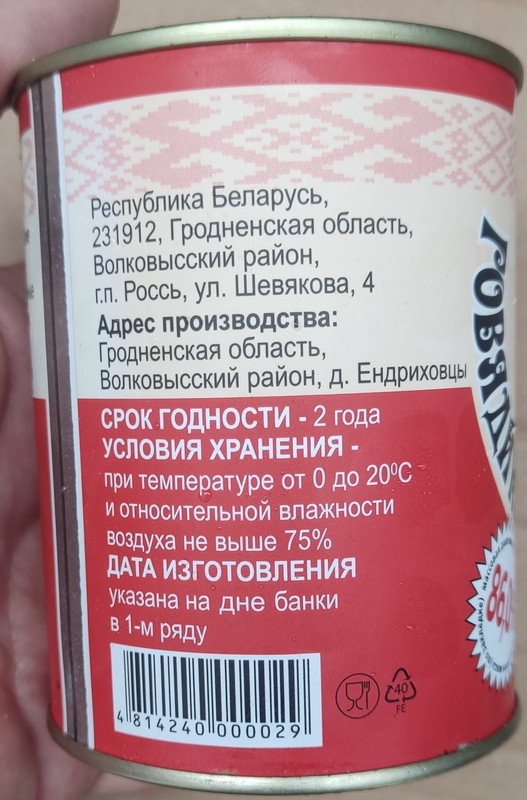 Республика Беларусь,
231912, Гродненская область,
Волковысский район,
г.п. Россь, ул. Шевякова, 4
Адрес производства:
Гродненская область,
Волковысский район, д. Ендриховцы
СРОК ГОДНОСТИ - 2 года
УСЛОВИЯ ХРАНЕНИЯ -
при температуре от 0 до 20⁰С
и относительной влажности
воздуха не выше 75%
ДАТА ИЗГОТОВЛЕНИЯ
указана на дне банки
в 1-м ряду
4 814240 000029
40
FE